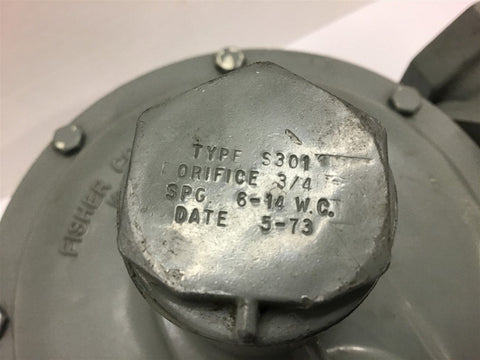 TYPE S301
ORIFICE 3/4
SPG. 6-14 W.C.
DATE 5-73
FISHER